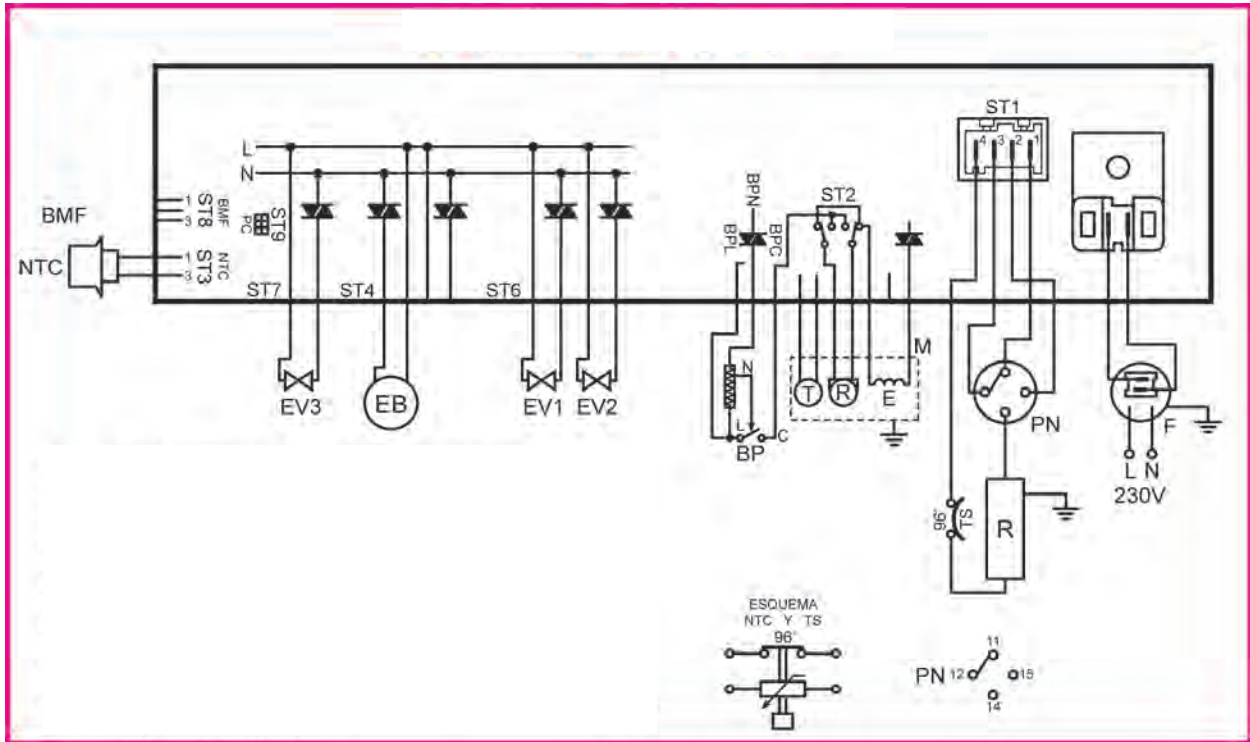 ST1
4 3 2 1
L
N
BMF
1 ST8 BMF
3
ST9
PC
NTC
1 ST3 NTC
3
ST7
ST4
ST6
BPN
BPL
BPC
ST2
EV3
EB
EV1 EV2
N
L
C
BP
M
T
R
E
PN
F
L N
230V
TS
96°
R
ESQUEMA
NTC Y TS
96°
PN
11
12
15
14